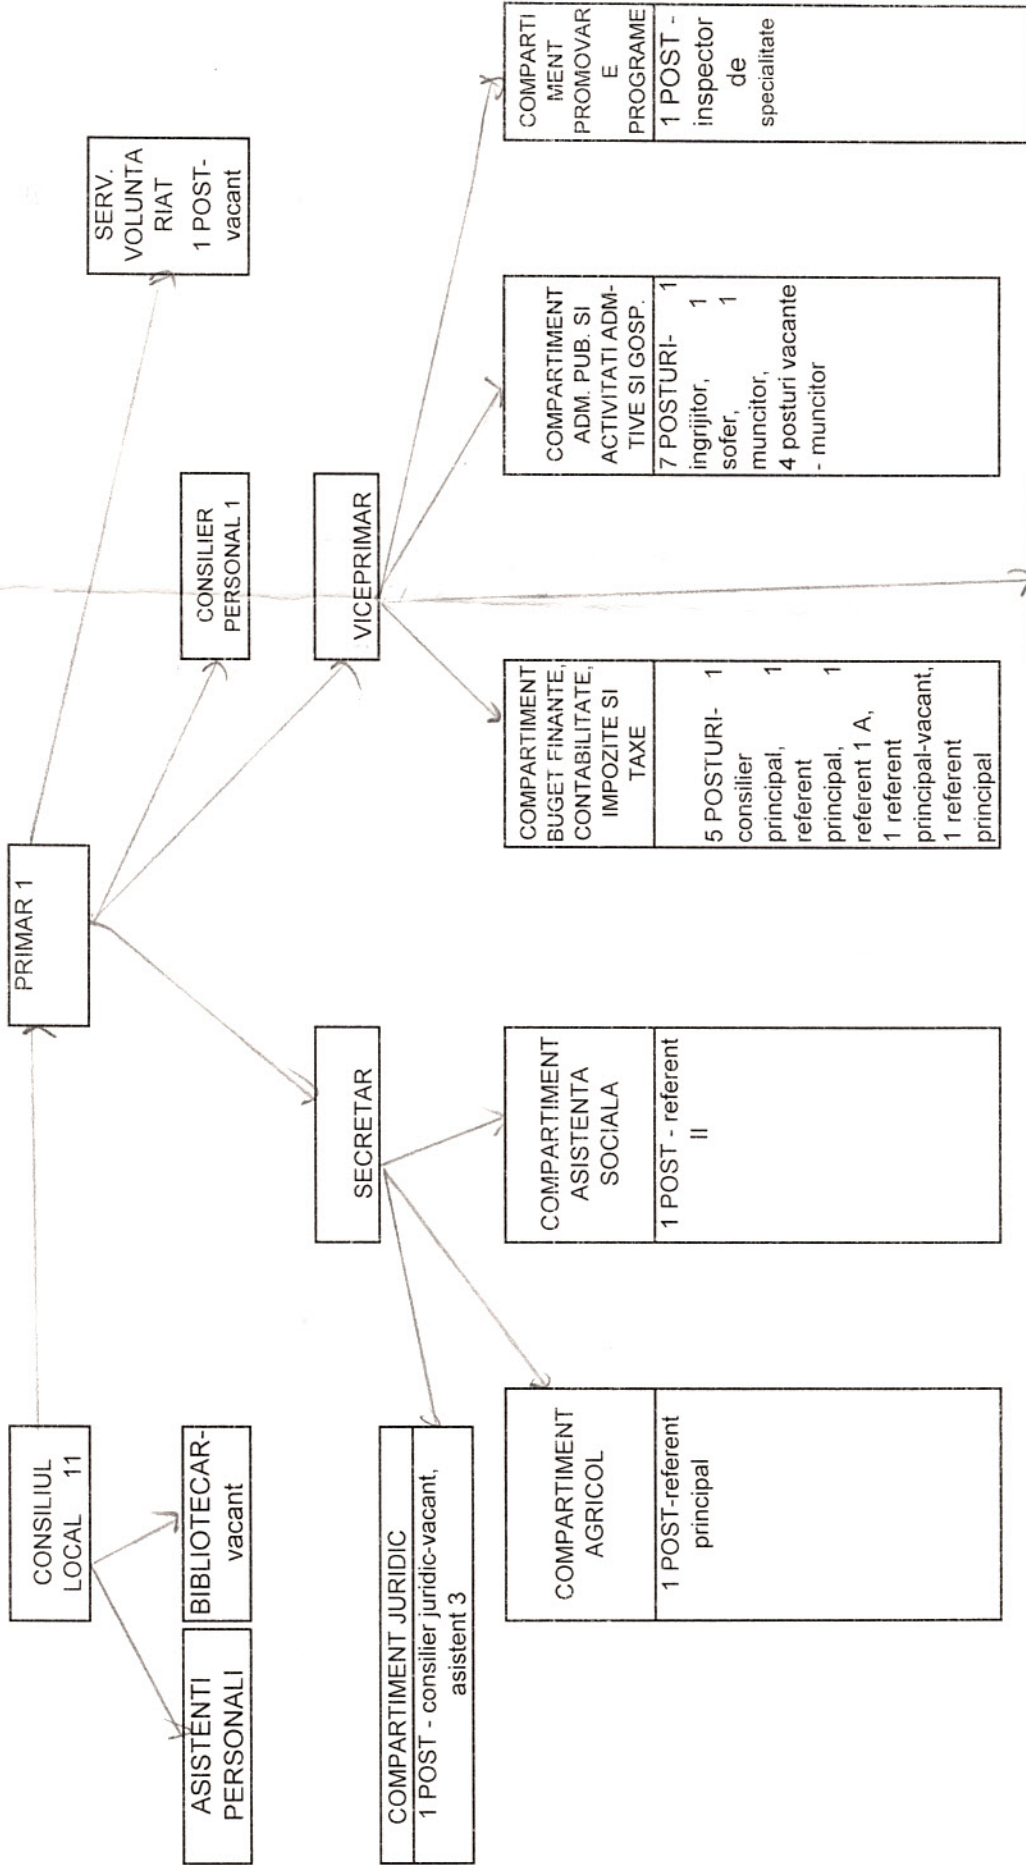 CONSILIUL
LOCAL 11
PRIMAR 1
SERV.
VOLUNTA
RIAT
1 POST-
vacant
ASISTENTI
PERSONALI
BIBLIOTECAR-
vacant
CONSILIER
PERSONAL 1
SECRETAR
VICEPRIMAR
COMPARTIMENT JURIDIC
1 POST - consilier juridic-vacant,
asistent 3
COMPARTIMENT
AGRICOL
1 POST-referent
principal
COMPARTIMENT
ASISTENTA
SOCIALA
1 POST - referent
II
COMPARTIMENT
BUGET FINANTE,
CONTABILITATE,
IMPOZITE SI
TAXE
5 POSTURI- 1
consilier
principal, 1
referent
principal, 1
referent 1 A,
1 referent
principal-vacant,
1 referent
principal
COMPARTIMENT
ADM. PUB. SI
ACTIVITATI ADM-
TIVE SI GOSP.
7 POSTURI- 1
ingrijitor, 1
sofer, 1
muncitor,
4 posturi vacante
- muncitor
COMPARTI
MENT
PROMOVAR
E
PROGRAME
1 POST -
inspector
de
specialitate